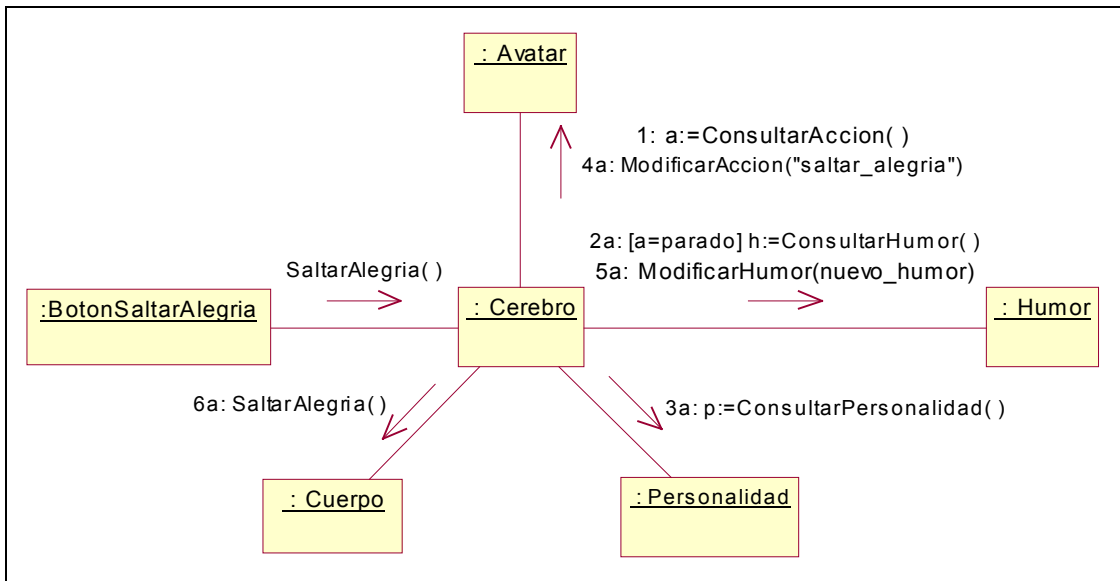 : Avatar
1: a:=ConsultarAccion( )
4a: ModificarAccion("saltar_alegria")
2a: [a=parado] h:=ConsultarHumor( )
5a: ModificarHumor(nuevo_humor)
SaltarAlegria( )
:BotonSaltarAlegria
: Cerebro
: Humor
6a: SaltarAlegria( )
3a: p:=ConsultarPersonalidad( )
: Cuerpo
: Personalidad